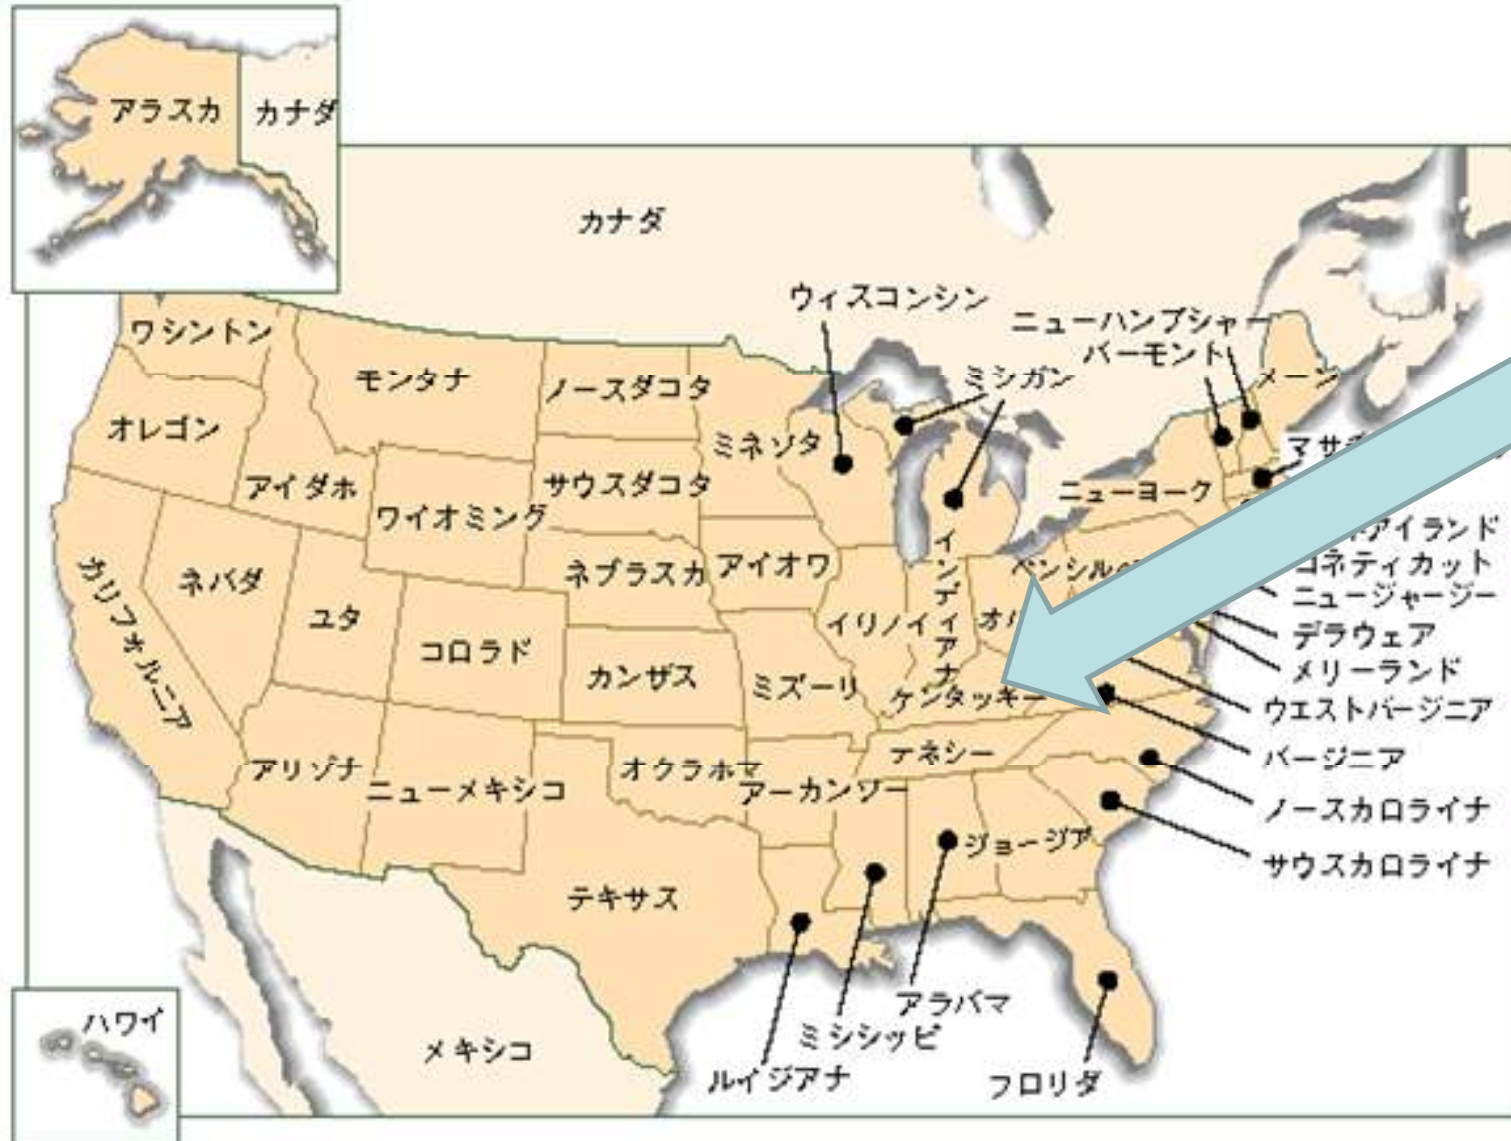 アラスカ
カナダ
カナダ
ウィスコンシン
ニューハンプシャー
バーモント
ミシガン
メーン
ワシントン
モンタナ
ノースダコタ
オレゴン
ミネソタ
アイダホ
サウスダコタ
ワイオミング
ニューヨーク
カリフォルニア
ネバダ
ユタ
ネブラスカ
アイオワ
インディアナ
イリノイ
コロラド
カンザス
ミズーリ
ケンタッキー
コネティカット
ニュージャージー
デラウェア
メリーランド
ウエストバージニア
バージニア
ノースカロライナ
サウスカロライナ
アリゾナ
ニューメキシコ
オクラホマ
アーカンソー
テネシー
ジョージア
テキサス
アラバマ
ミシシッピ
ルイジアナ
フロリダ
メキシコ
ハワイ